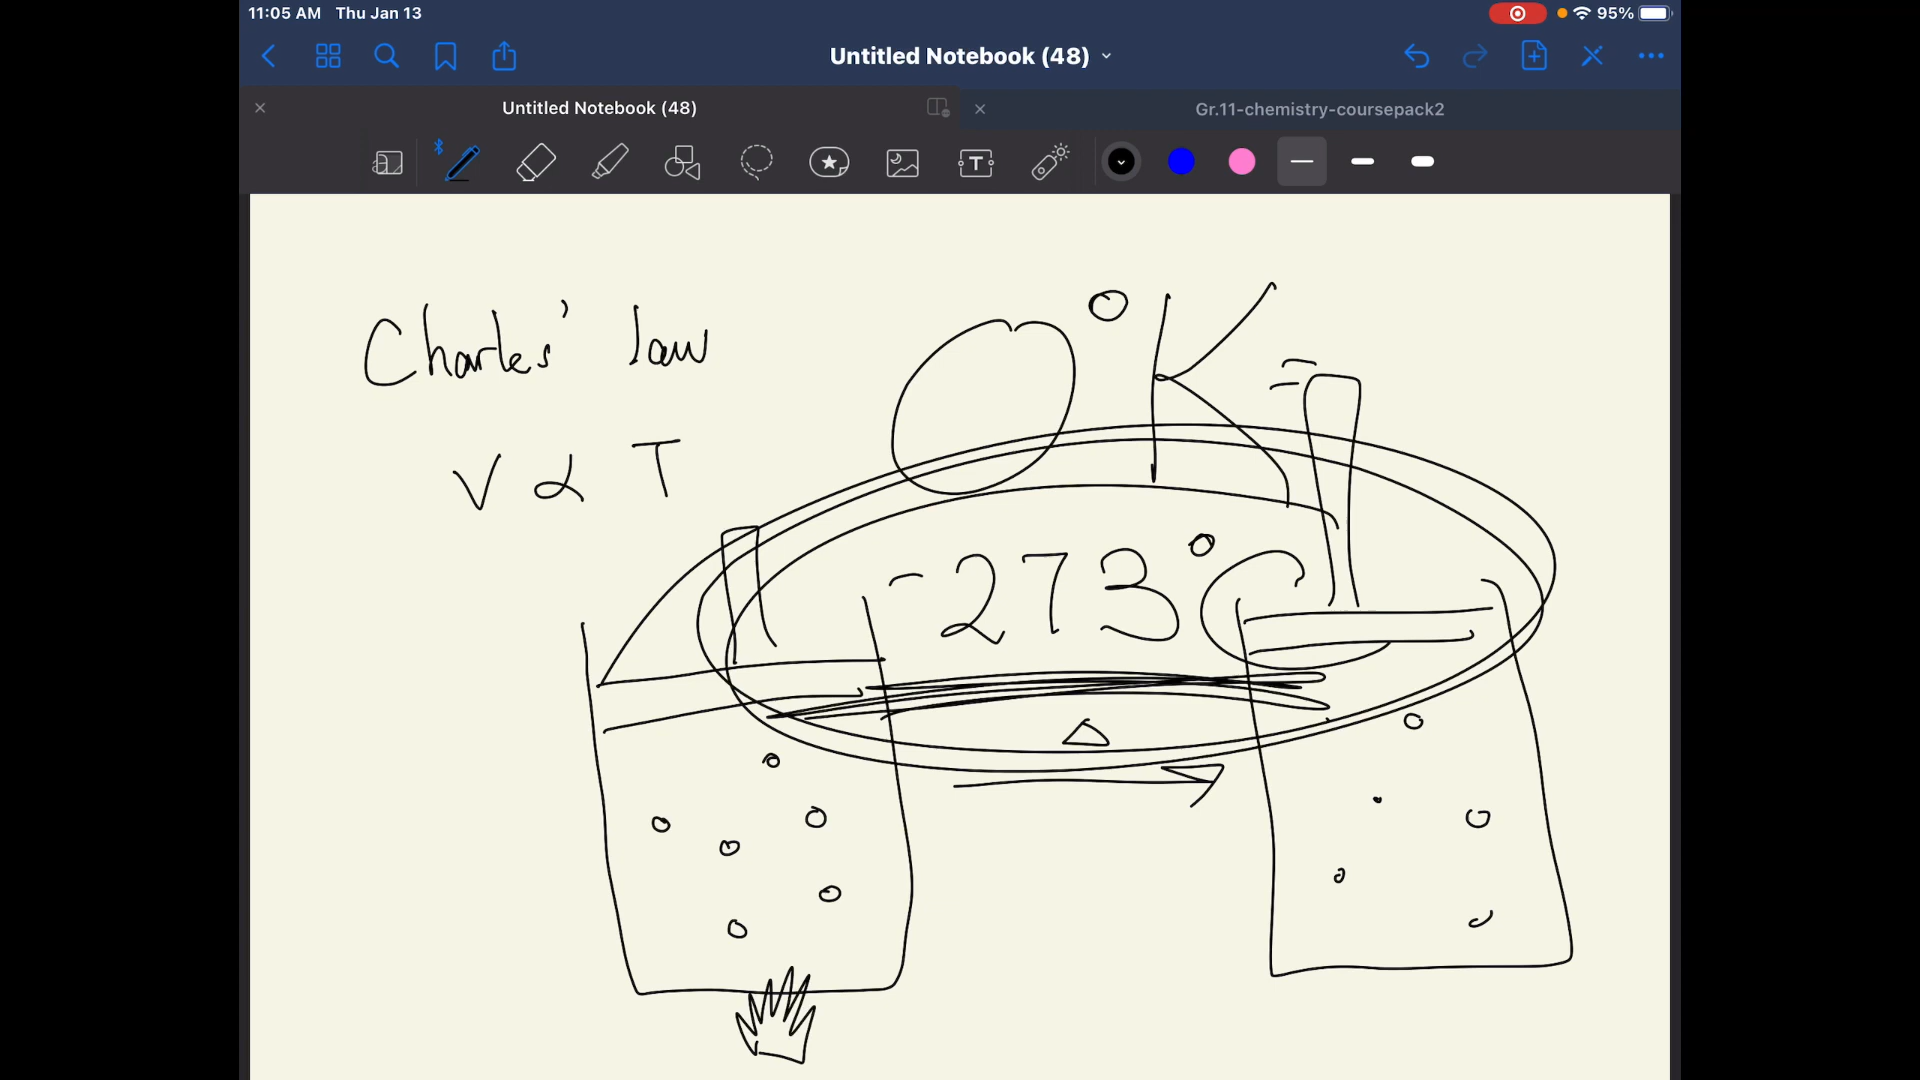 11:05 AM Thu Jan 13
95%
Untitled Notebook (48)
Untitled Notebook (48)
Gr.11-chemistry-coursepack2
Charles' law
0°K =
V α T
-273°C
Δ